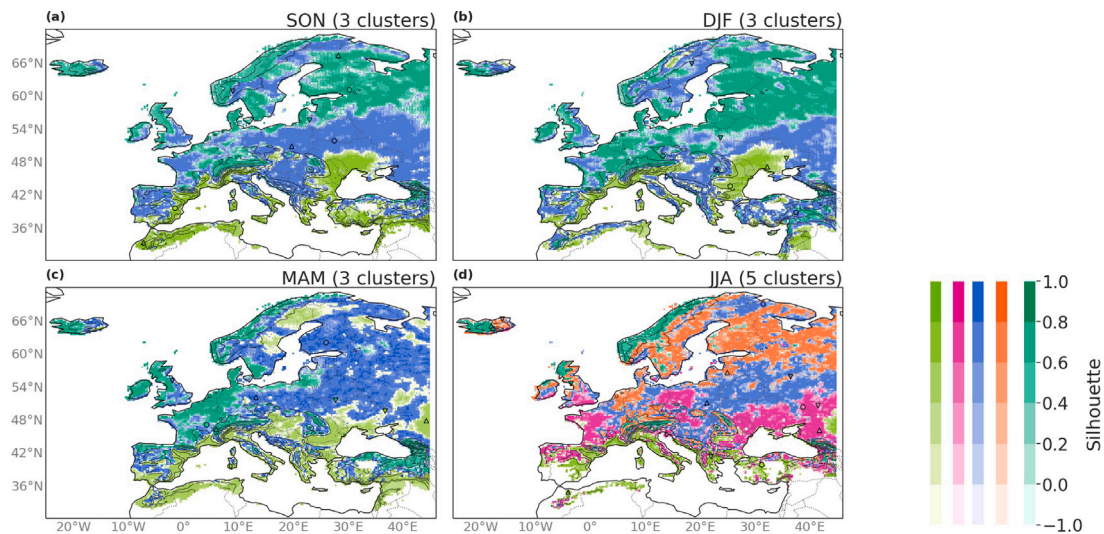 (a) SON (3 clusters)
(b) DJF (3 clusters)
66°N
60°N
54°N
48°N
42°N
36°N
(c) MAM (3 clusters)
(d) JJA (5 clusters)
66°N
60°N
54°N
48°N
42°N
36°N
20°W 10°W 0°E 10°E 20°E 30°E 40°E
20°W 10°W 0°E 10°E 20°E 30°E 40°E
1.0
0.8
0.6
0.4
0.2
0.0
−1.0
Silhouette